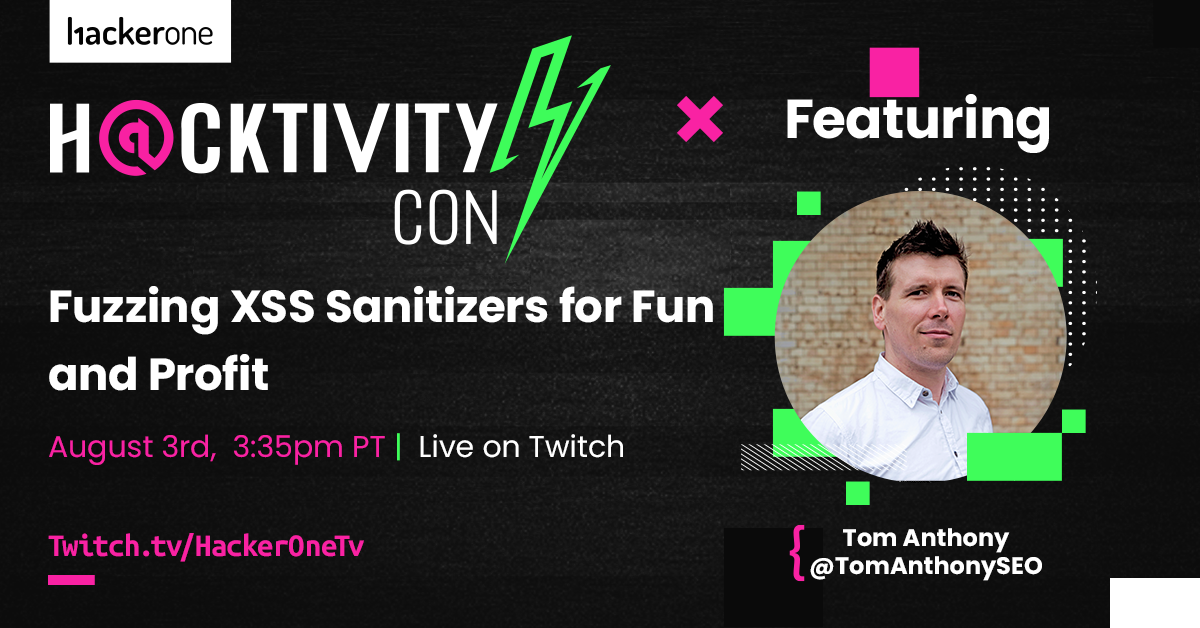 hackerone
H@CKTIVITY
CON
Featuring
Fuzzing XSS Sanitizers for Fun
and Profit
August 3rd, 3:35pm PT | Live on Twitch
Twitch.tv/HackerOneTv
{ Tom Anthony
@TomAnthonySEO